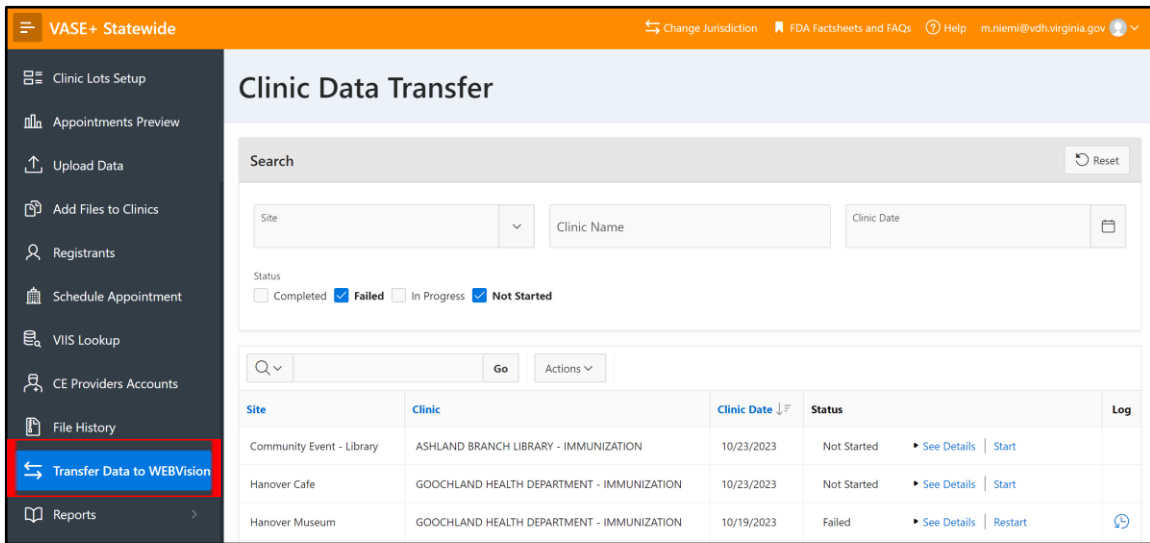 VASE+ Statewide
Change Jurisdiction FDA Factsheets and FAQs Help m.niemi@vdh.virginia.gov
Clinic Lots Setup
Appointments Preview
Upload Data
Add Files to Clinics
Registrants
Schedule Appointment
VIIS Lookup
CE Providers Accounts
File History
Transfer Data to WEBVision
Reports
Clinic Data Transfer
Search Reset
Site Clinic Name Clinic Date
Status
Completed Failed In Progress Not Started
Go Actions
Site Clinic Clinic Date Status Log
Community Event - Library ASHLAND BRANCH LIBRARY - IMMUNIZATION 10/23/2023 Not Started See Details Start
Hanover Cafe GOOCHLAND HEALTH DEPARTMENT - IMMUNIZATION 10/23/2023 Not Started See Details Start
Hanover Museum GOOCHLAND HEALTH DEPARTMENT - IMMUNIZATION 10/19/2023 Failed See Details Restart